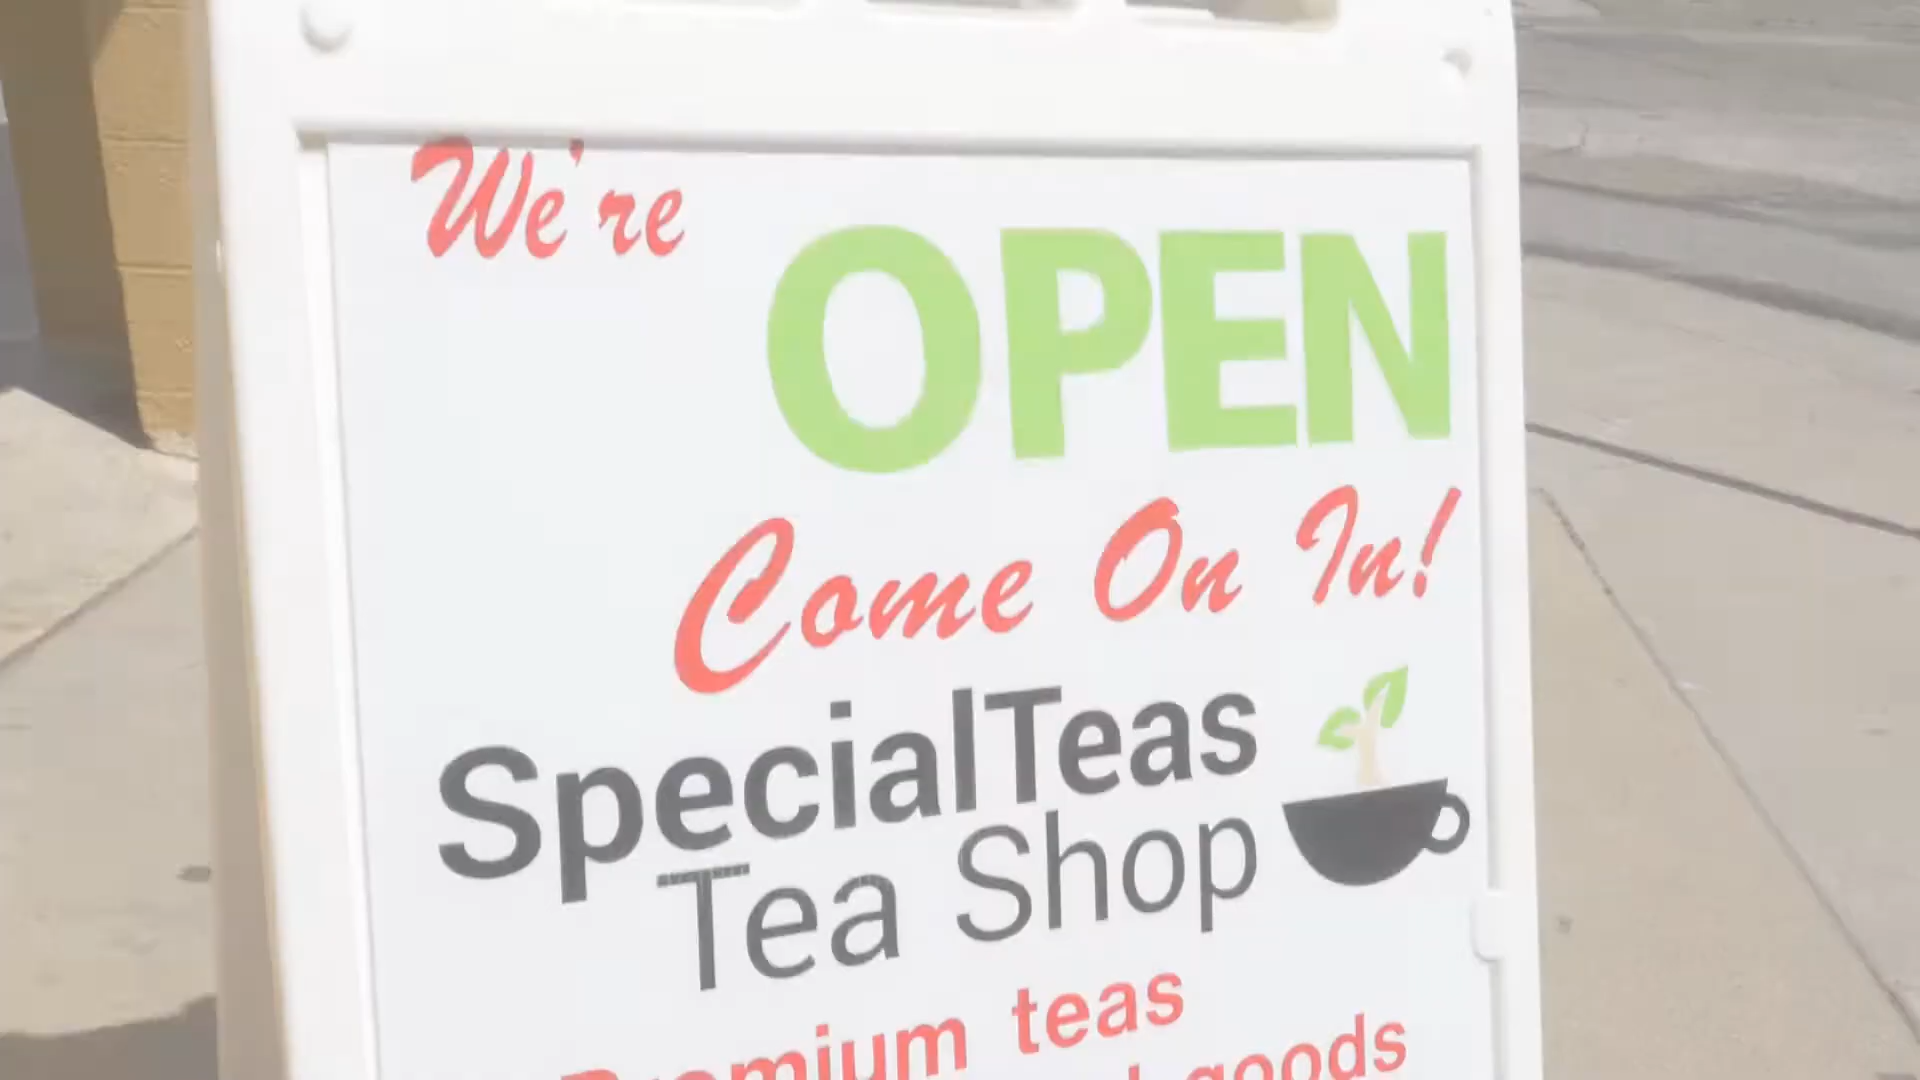 We're
OPEN
Come On In!
SpecialTeas
Tea Shop
Premium teas
goods